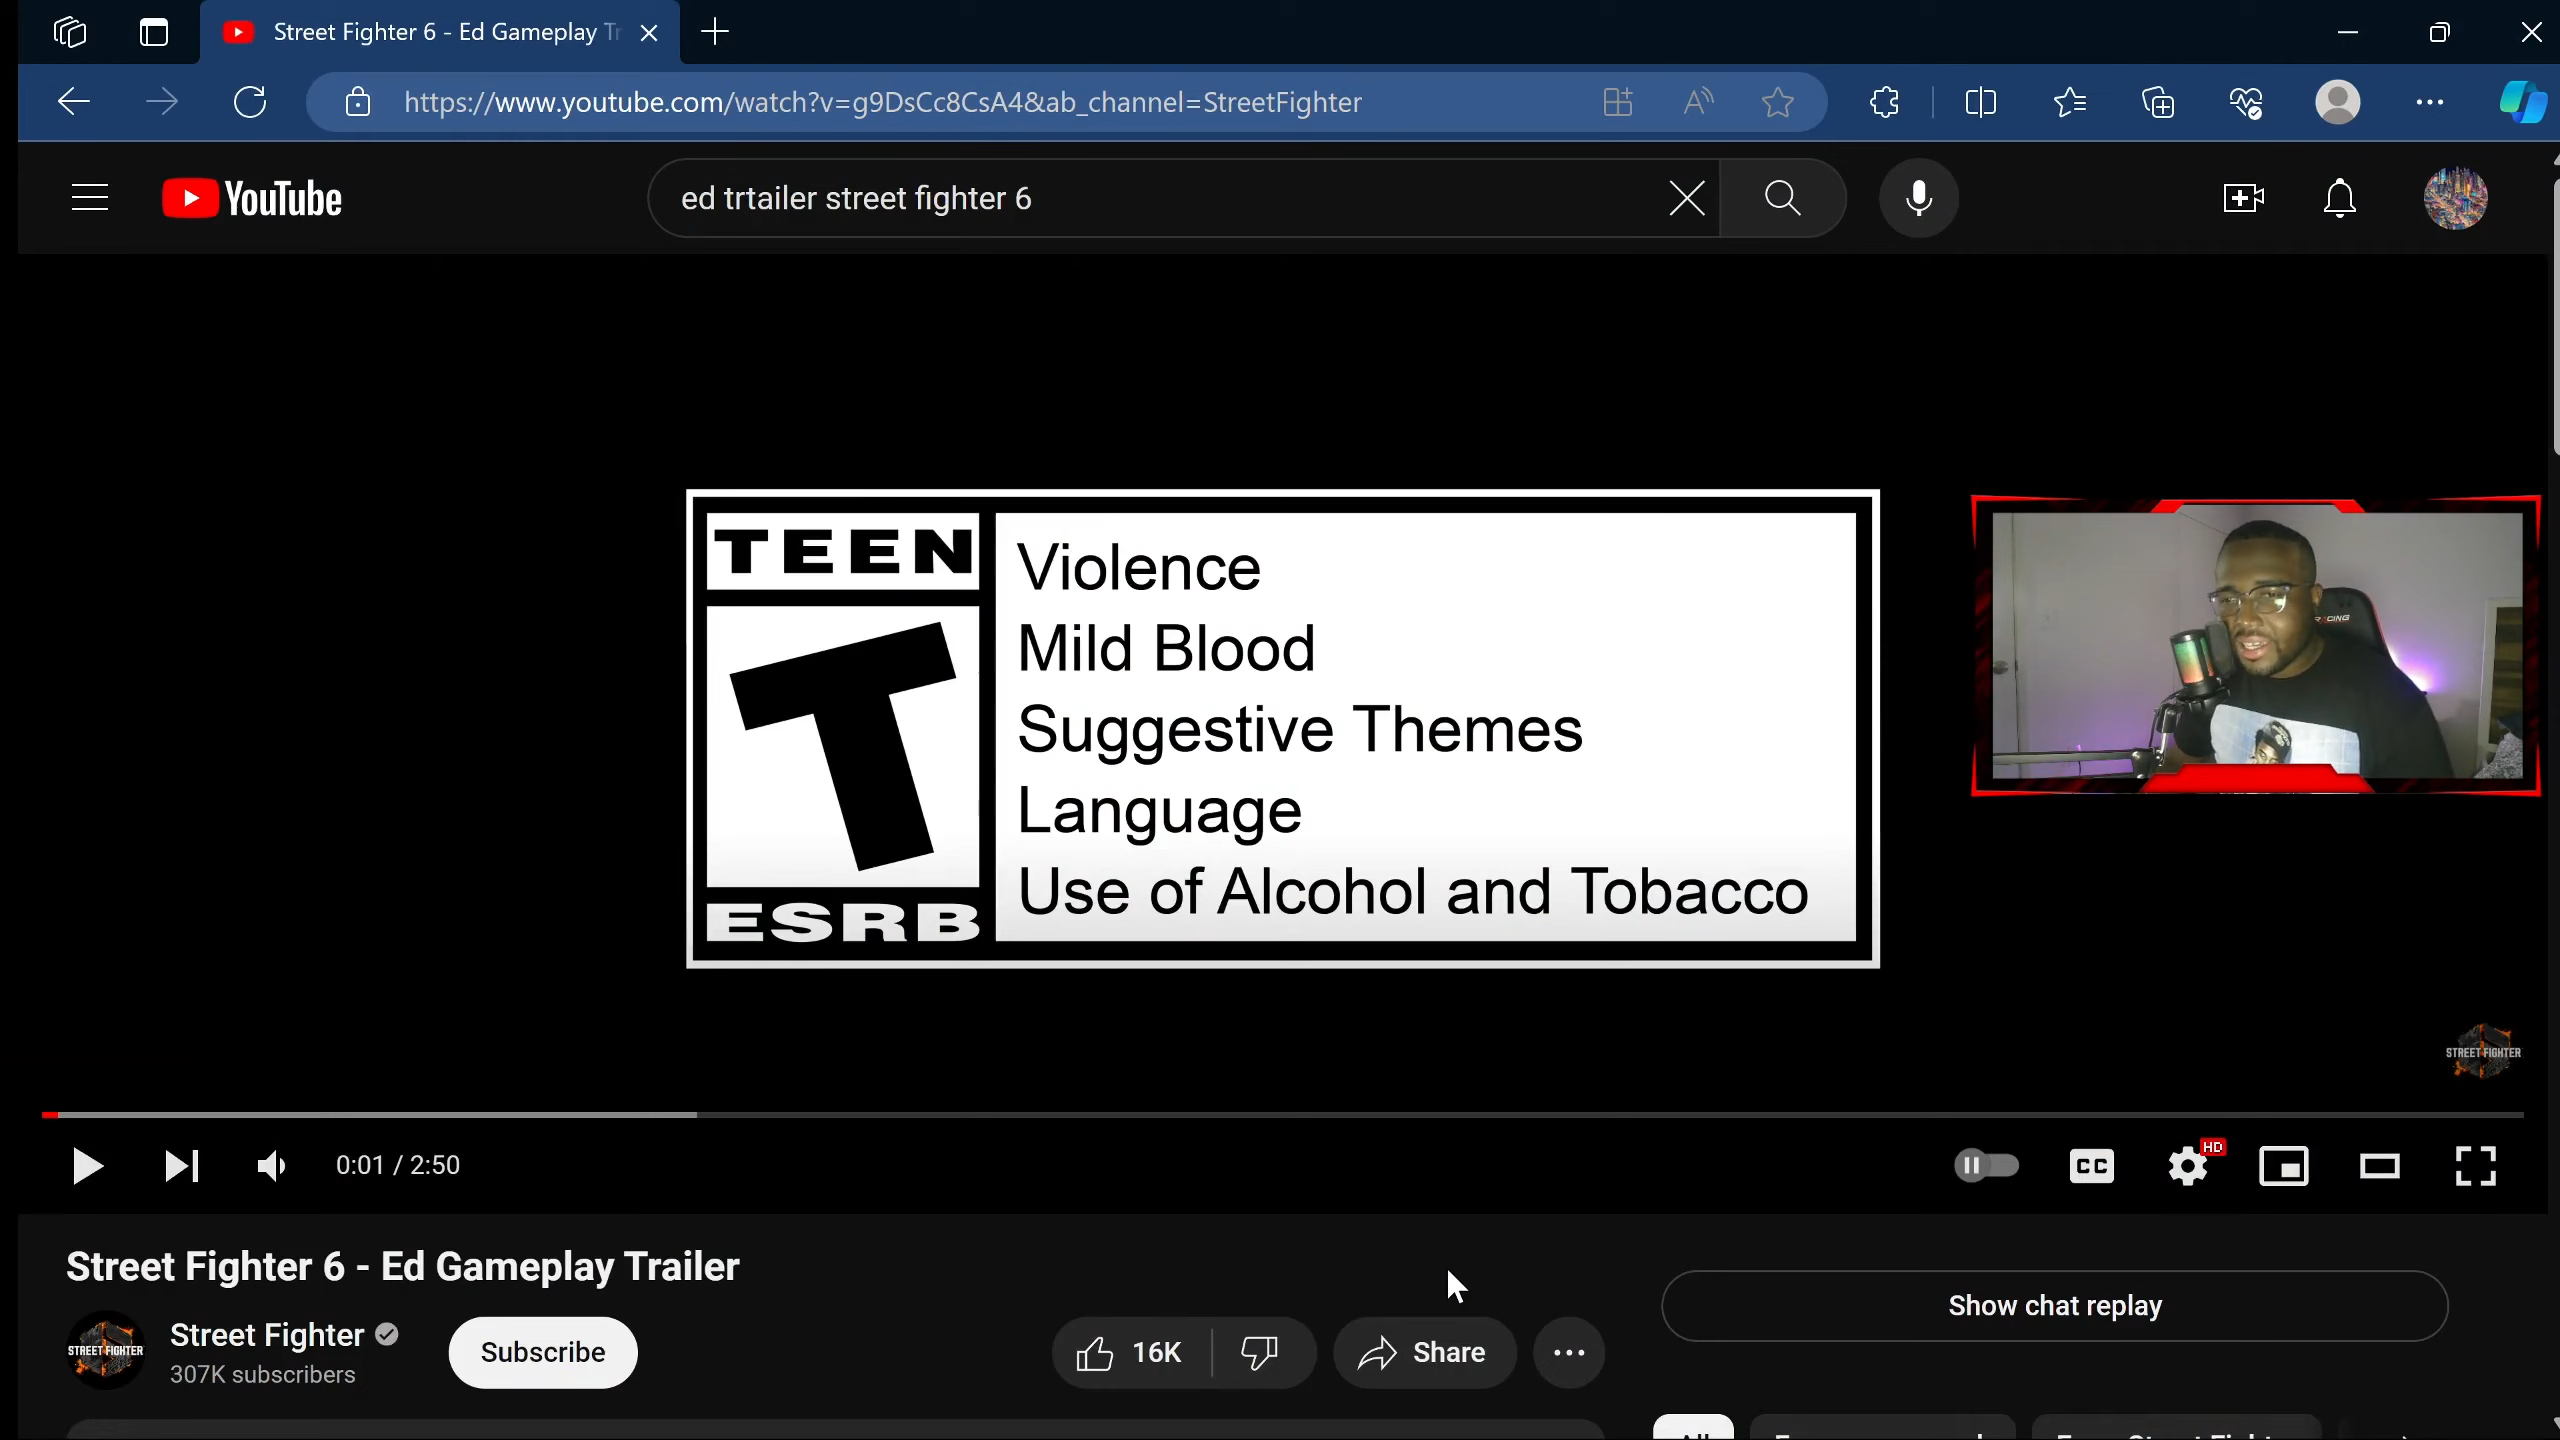 Street Fighter 6 - Ed Gameplay Tr
https://www.youtube.com/watch?v=g9DsCc8CsA4&ab_channel=StreetFighter
YouTube
ed trtailer street fighter 6
TEEN
T
ESRB
Violence
Mild Blood
Suggestive Themes
Language
Use of Alcohol and Tobacco
RACING
STREET FIGHTER
0:01 / 2:50
CC
HD
Street Fighter 6 - Ed Gameplay Trailer
STREET FIGHTER
Street Fighter
307K subscribers
Subscribe
16K
Share
Show chat replay
All